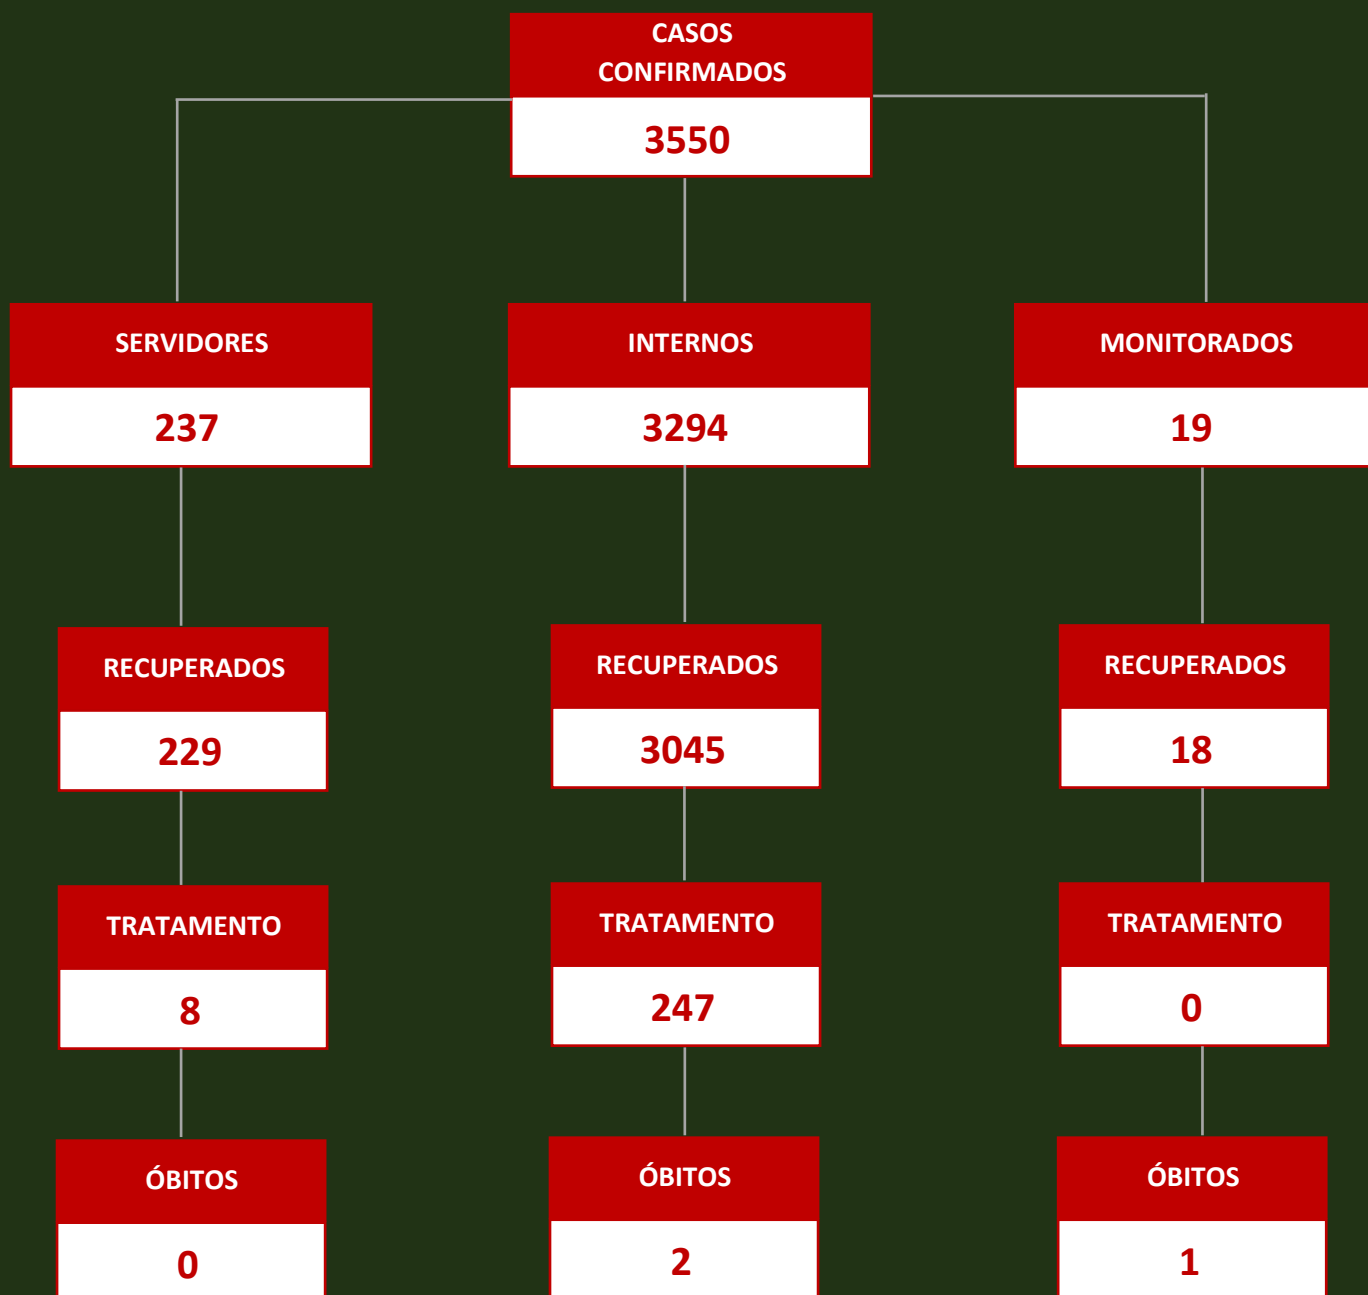 CASOS
CONFIRMADOS
3550
SERVIDORES
INTERNOS
MONITORADOS
237
3294
19
RECUPERADOS
RECUPERADOS
RECUPERADOS
229
3045
18
TRATAMENTO
TRATAMENTO
TRATAMENTO
8
247
0
ÓBITOS
ÓBITOS
ÓBITOS
0
2
1